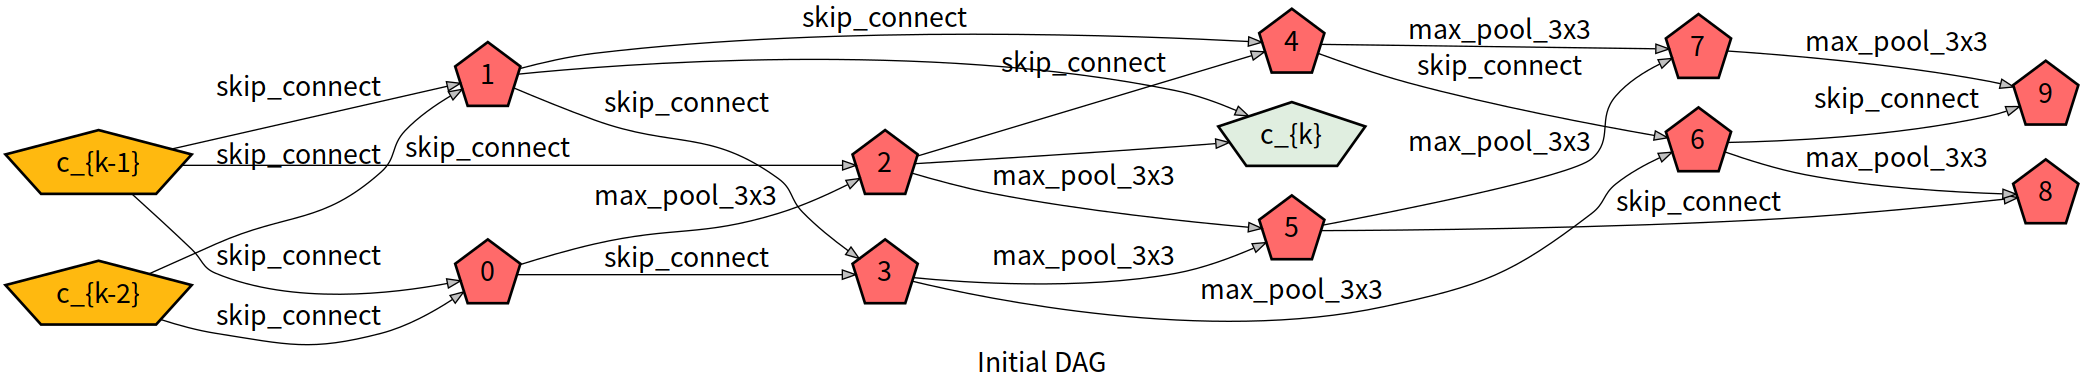 skip_connect
4
max_pool_3x3
7
max_pool_3x3
1
skip_connect
skip_connect
9
skip_connect
skip_connect
skip_connect
c_{k-1}
skip_connect
skip_connect
2
c_{k}
max_pool_3x3
6
max_pool_3x3
max_pool_3x3
max_pool_3x3
skip_connect
8
5
skip_connect
0
skip_connect
3
max_pool_3x3
c_{k-2}
skip_connect
max_pool_3x3
Initial DAG